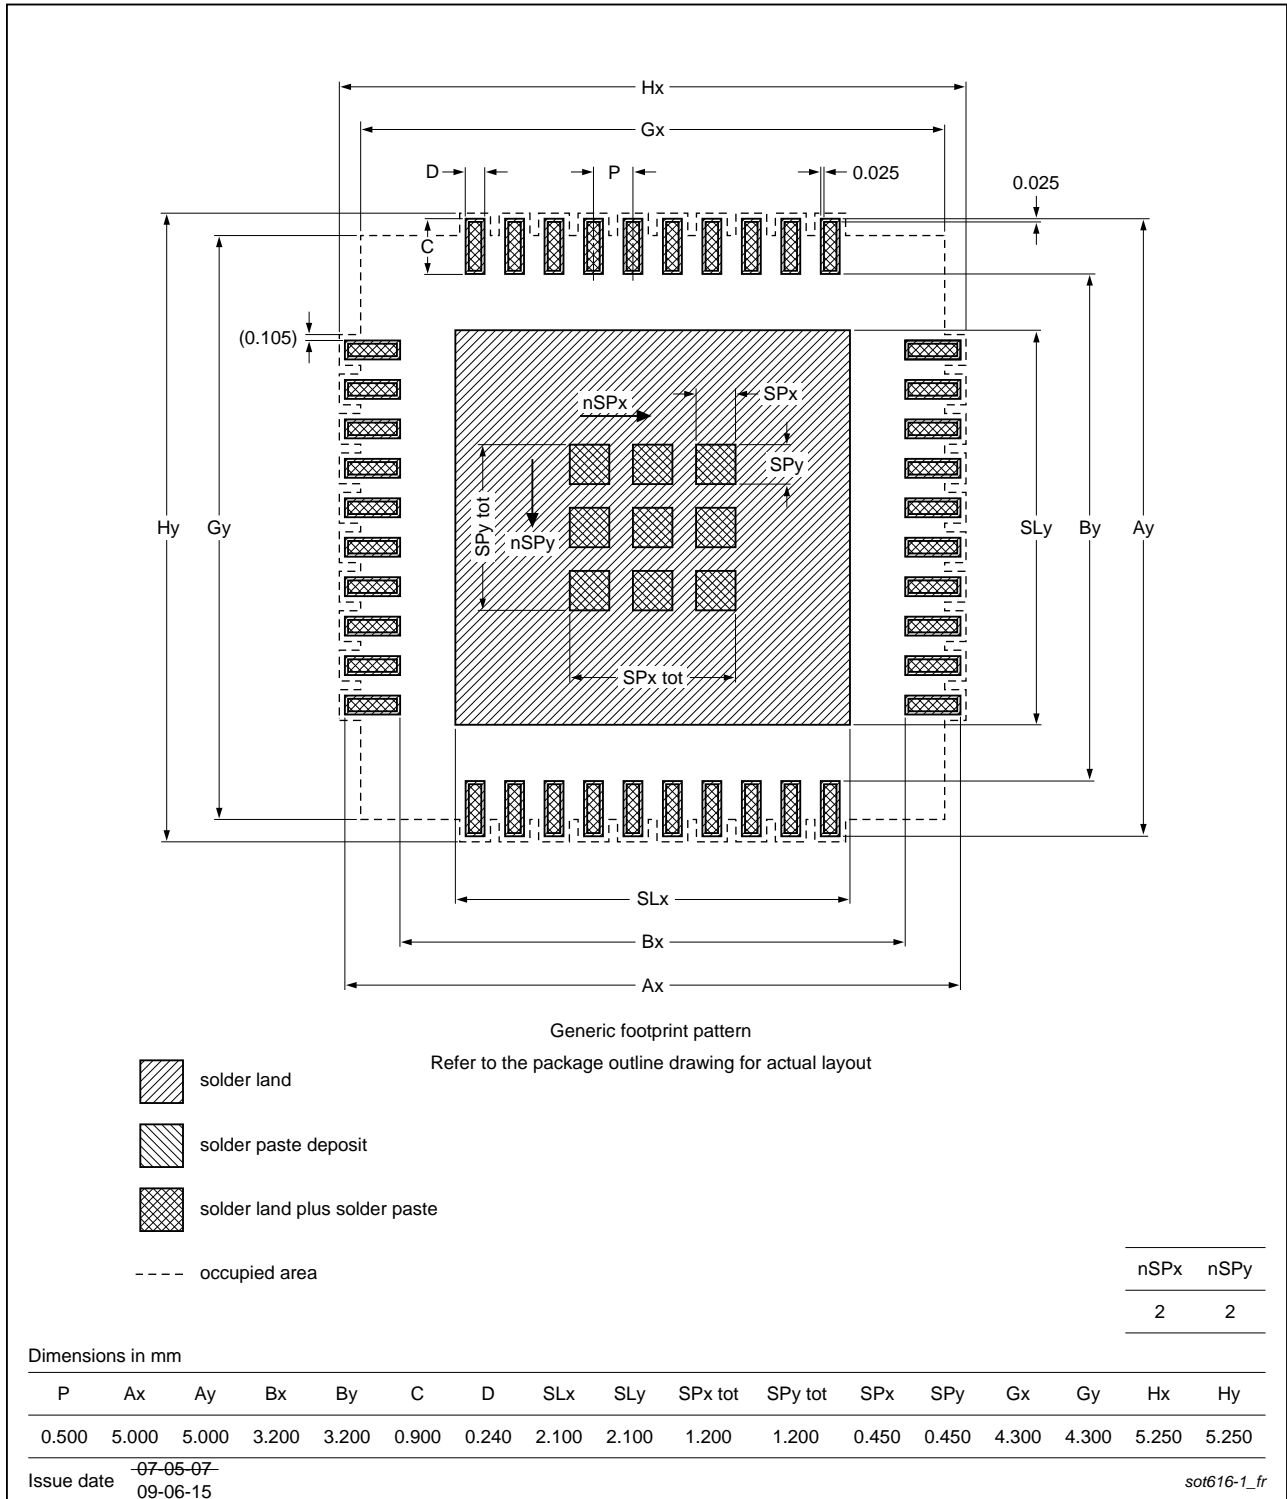 Hx
Gx
D
P
0.025
0.025
C
(0.105)
nSPx
SPx
SPy
SPy tot
nSPy
Hy
Gy
SLy
By
Ay
SPx tot
SLx
Bx
Ax
Generic footprint pattern
Refer to the package outline drawing for actual layout
solder land
solder paste deposit
solder land plus solder paste
occupied area
nSPx nSPy
2 2
Dimensions in mm
P Ax Ay Bx By C D SLx SLy SPx tot SPy tot SPx SPy Gx Gy Hx Hy
0.500 5.000 5.000 3.200 3.200 0.900 0.240 2.100 2.100 1.200 1.200 0.450 0.450 4.300 4.300 5.250 5.250
Issue date 07-05-07
09-06-15
sot616-1_fr